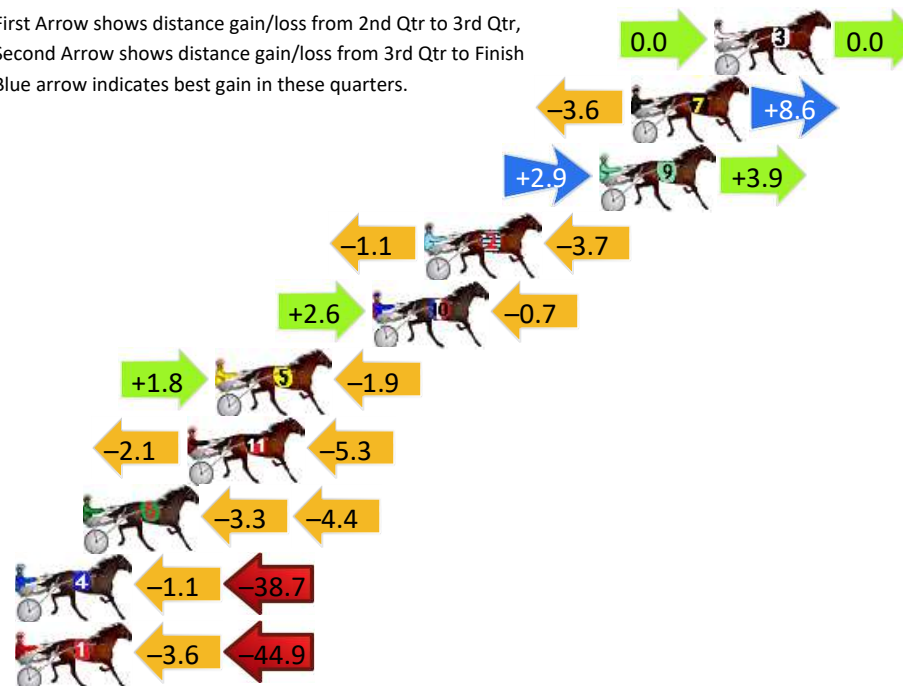 First Arrow shows distance gain/loss from 2nd Qtr to 3rd Qtr,
Second Arrow shows distance gain/loss from 3rd Qtr to Finish
Blue arrow indicates best gain in these quarters.
0.0 3 0.0
–3.6 7 +8.6
+2.9 9 +3.9
–1.1 2 –3.7
+2.6 10 –0.7
+1.8 5 –1.9
–2.1 11 –5.3
–3.3 –4.4
4 –1.1 –38.7
1 –3.6 –44.9